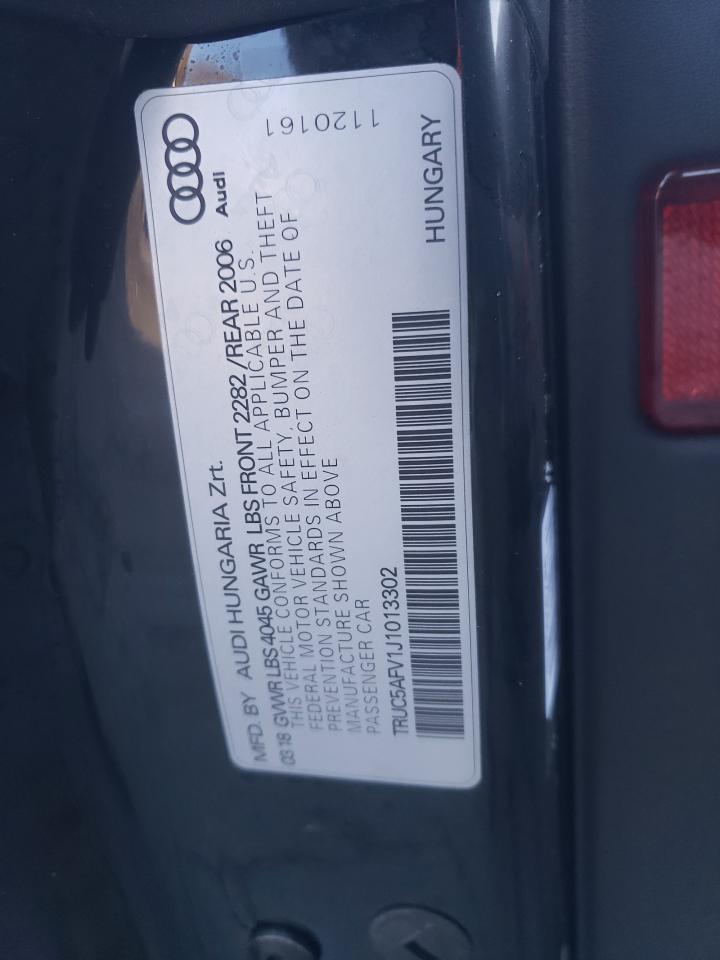 MFD. BY AUDI HUNGARIA Zrt.
03.18 GVWR LBS 4045 GAWR LBS FRONT 2282 / REAR 2006
Audi
THIS VEHICLE CONFORMS TO ALL APPLICABLE U.S.
FEDERAL MOTOR VEHICLE SAFETY, BUMPER AND THEFT
PREVENTION STANDARDS IN EFFECT ON THE DATE OF
MANUFACTURE SHOWN ABOVE
PASSENGER CAR
1120161
TRUC5AFV1J1013302
HUNGARY